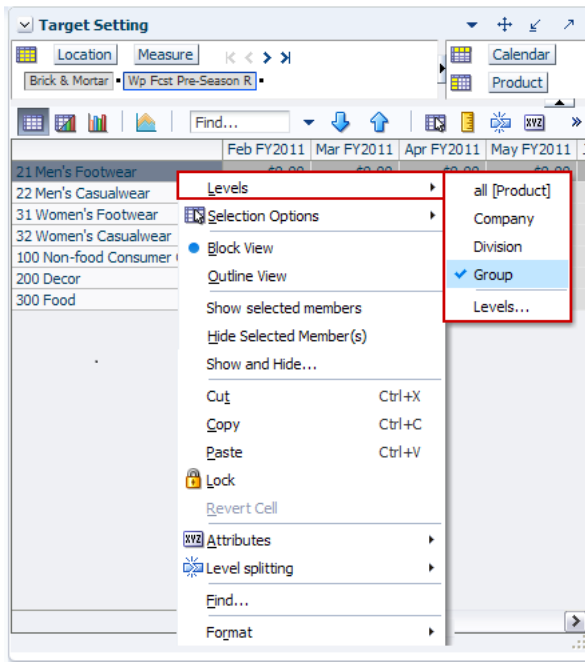 Target Setting
Location Measure
Calendar
Brick & Mortar Wp Fcst Pre-Season R
Product
Find...
XYZ
Feb FY2011 Mar FY2011 Apr FY2011 May FY2011
21 Men's Footwear
22 Men's Casualwear
31 Women's Footwear
32 Women's Casualwear
100 Non-food Consumer
200 Decor
300 Food
Levels
Selection Options
Block View
Outline View
Show selected members
Hide Selected Member(s)
Show and Hide...
Cut Ctrl+X
Copy Ctrl+C
Paste Ctrl+V
Lock
Revert Cell
XYZ Attributes
Level splitting
Find...
Format
all [Product]
Company
Division
Group
Levels...